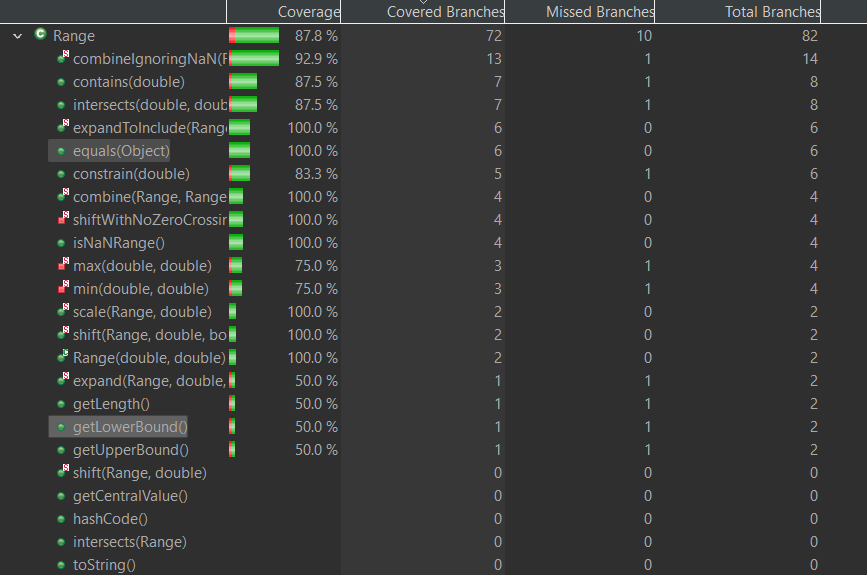 Coverage Covered Branches Missed Branches Total Branches
Range 87.8 % 72 10 82
combineIgnoringNaN(R 92.9 % 13 1 14
contains(double) 87.5 % 7 1 8
intersects(double, doub 87.5 % 7 1 8
expandToInclude(Range 100.0 % 6 0 6
equals(Object) 100.0 % 6 0 6
constrain(double) 83.3 % 5 1 6
combine(Range, Range 100.0 % 4 0 4
shiftWithNoZeroCrossin 100.0 % 4 0 4
isNaNRange() 100.0 % 4 0 4
max(double, double) 75.0 % 3 1 4
min(double, double) 75.0 % 3 1 4
scale(Range, double) 100.0 % 2 0 2
shift(Range, double, bo 100.0 % 2 0 2
Range(double, double) 100.0 % 2 0 2
expand(Range, double, 50.0 % 1 1 2
getLength() 50.0 % 1 1 2
getLowerBound() 50.0 % 1 1 2
getUpperBound() 50.0 % 1 1 2
shift(Range, double) 0 0 0
getCentralValue() 0 0 0
hashCode() 0 0 0
intersects(Range) 0 0 0
toString() 0 0 0